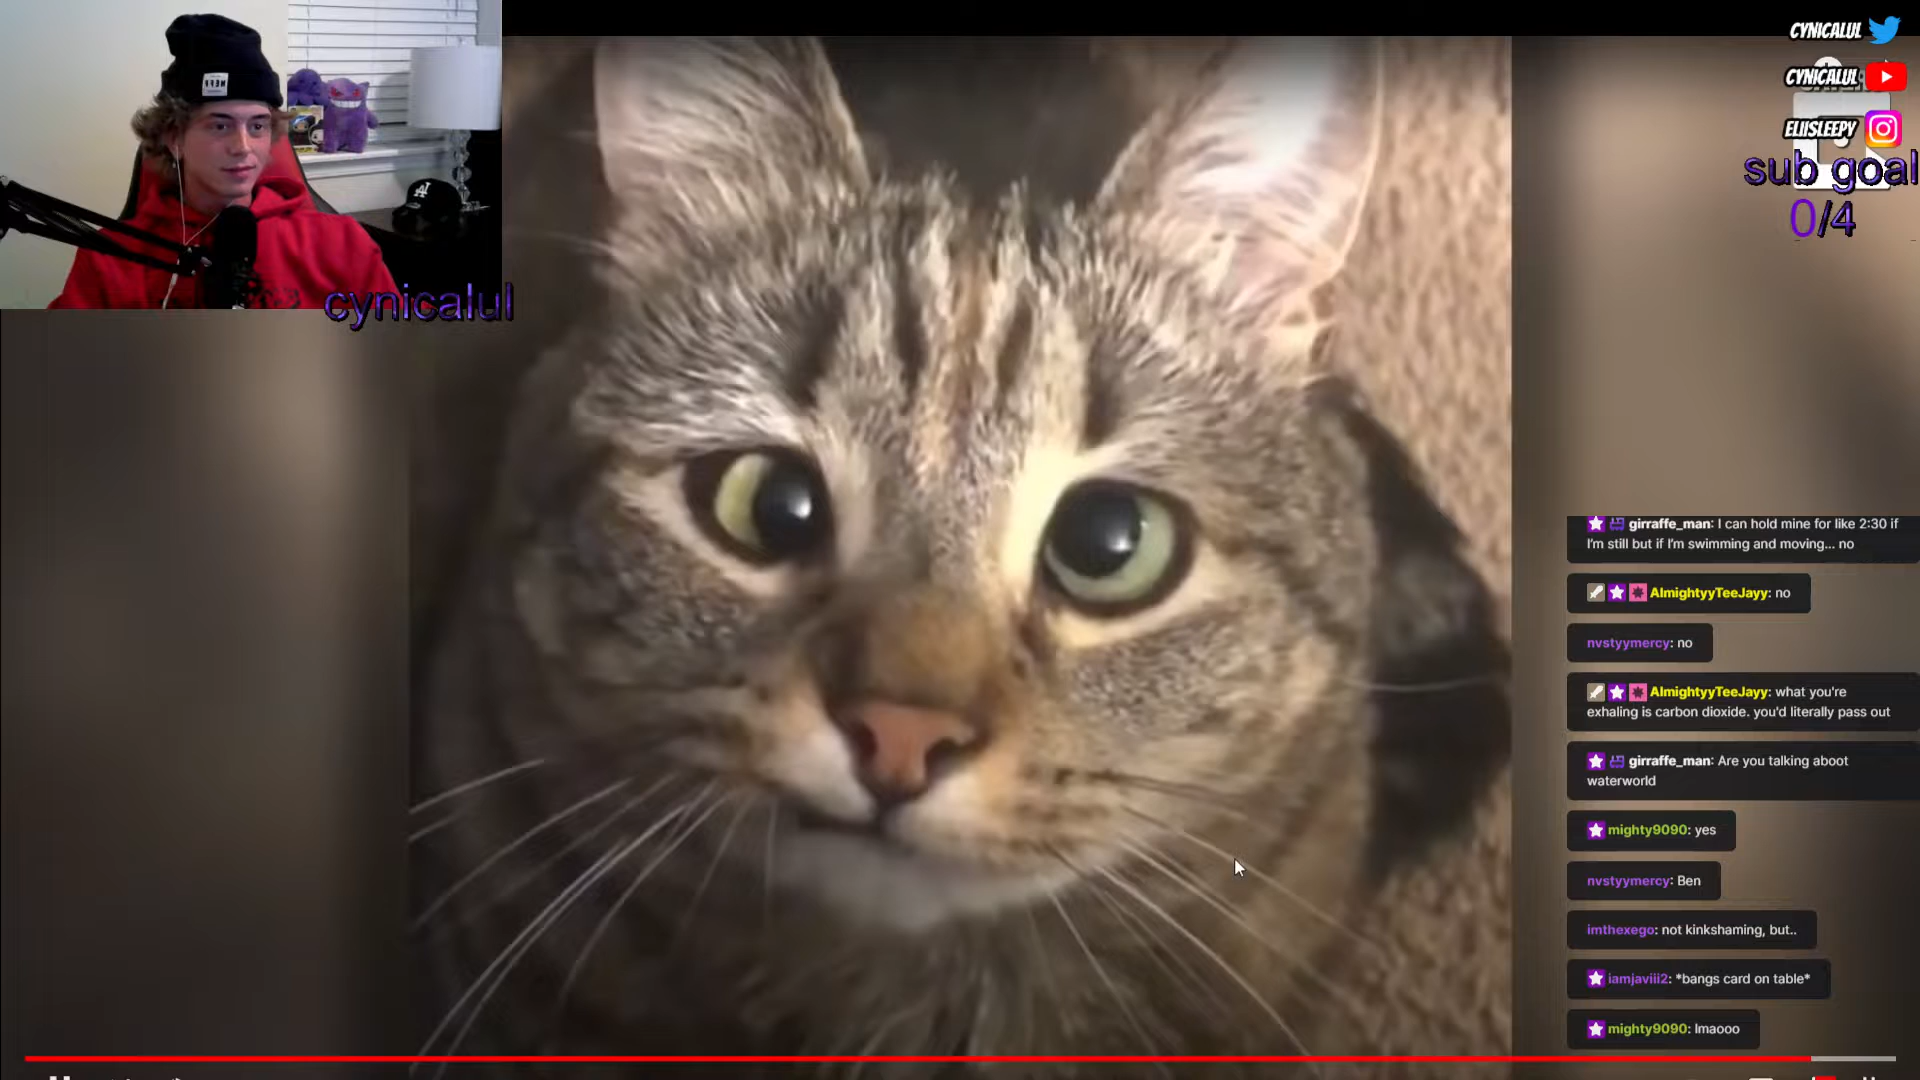 CYNICALUL
CYNICALUL
ELIISLEEPY
sub goal
0/4
cynicalul
girraffe_man: I can hold mine for like 2:30 if
I'm still but if I'm swimming and moving... no
AlmightyyTeeJayy: no
nvstyymercy: no
AlmightyyTeeJayy: what you're
exhaling is carbon dioxide. you'd literally pass out
girraffe_man: Are you talking aboot
waterworld
mighty9090: yes
nvstyymercy: Ben
imthexego: not kinkshaming, but..
iamjaviii2: *bangs card on table*
mighty9090: lmaooo